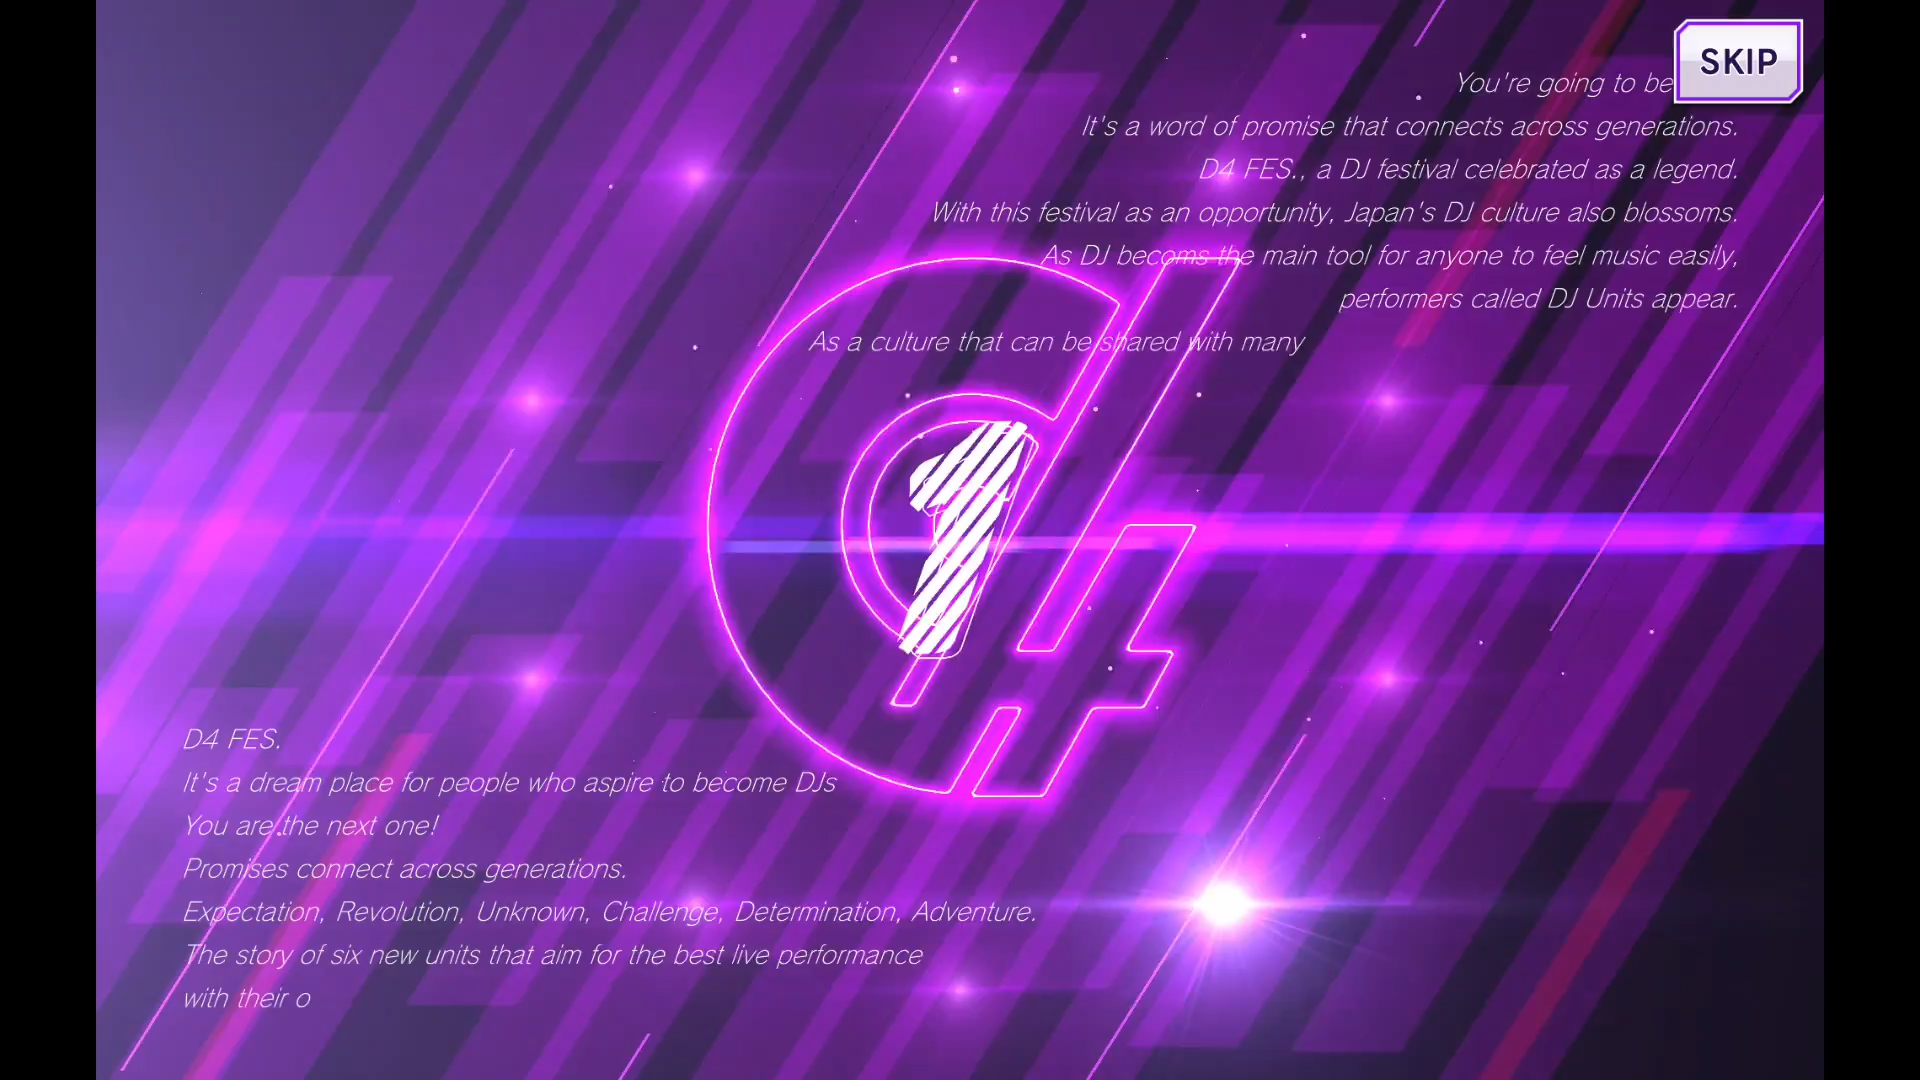 SKIP
You're going to be
It's a word of promise that connects across generations.
D4 FES., a DJ festival celebrated as a legend.
With this festival as an opportunity, Japan's DJ culture also blossoms.
As DJ becoms the main tool for anyone to feel music easily,
performers called DJ Units appear.
As a culture that can be shared with many
1
D4 FES.
It's a dream place for people who aspire to become DJs
You are the next one!
Promises connect across generations.
Expectation, Revolution, Unknown, Challenge, Determination, Adventure.
The story of six new units that aim for the best live performance
with their o